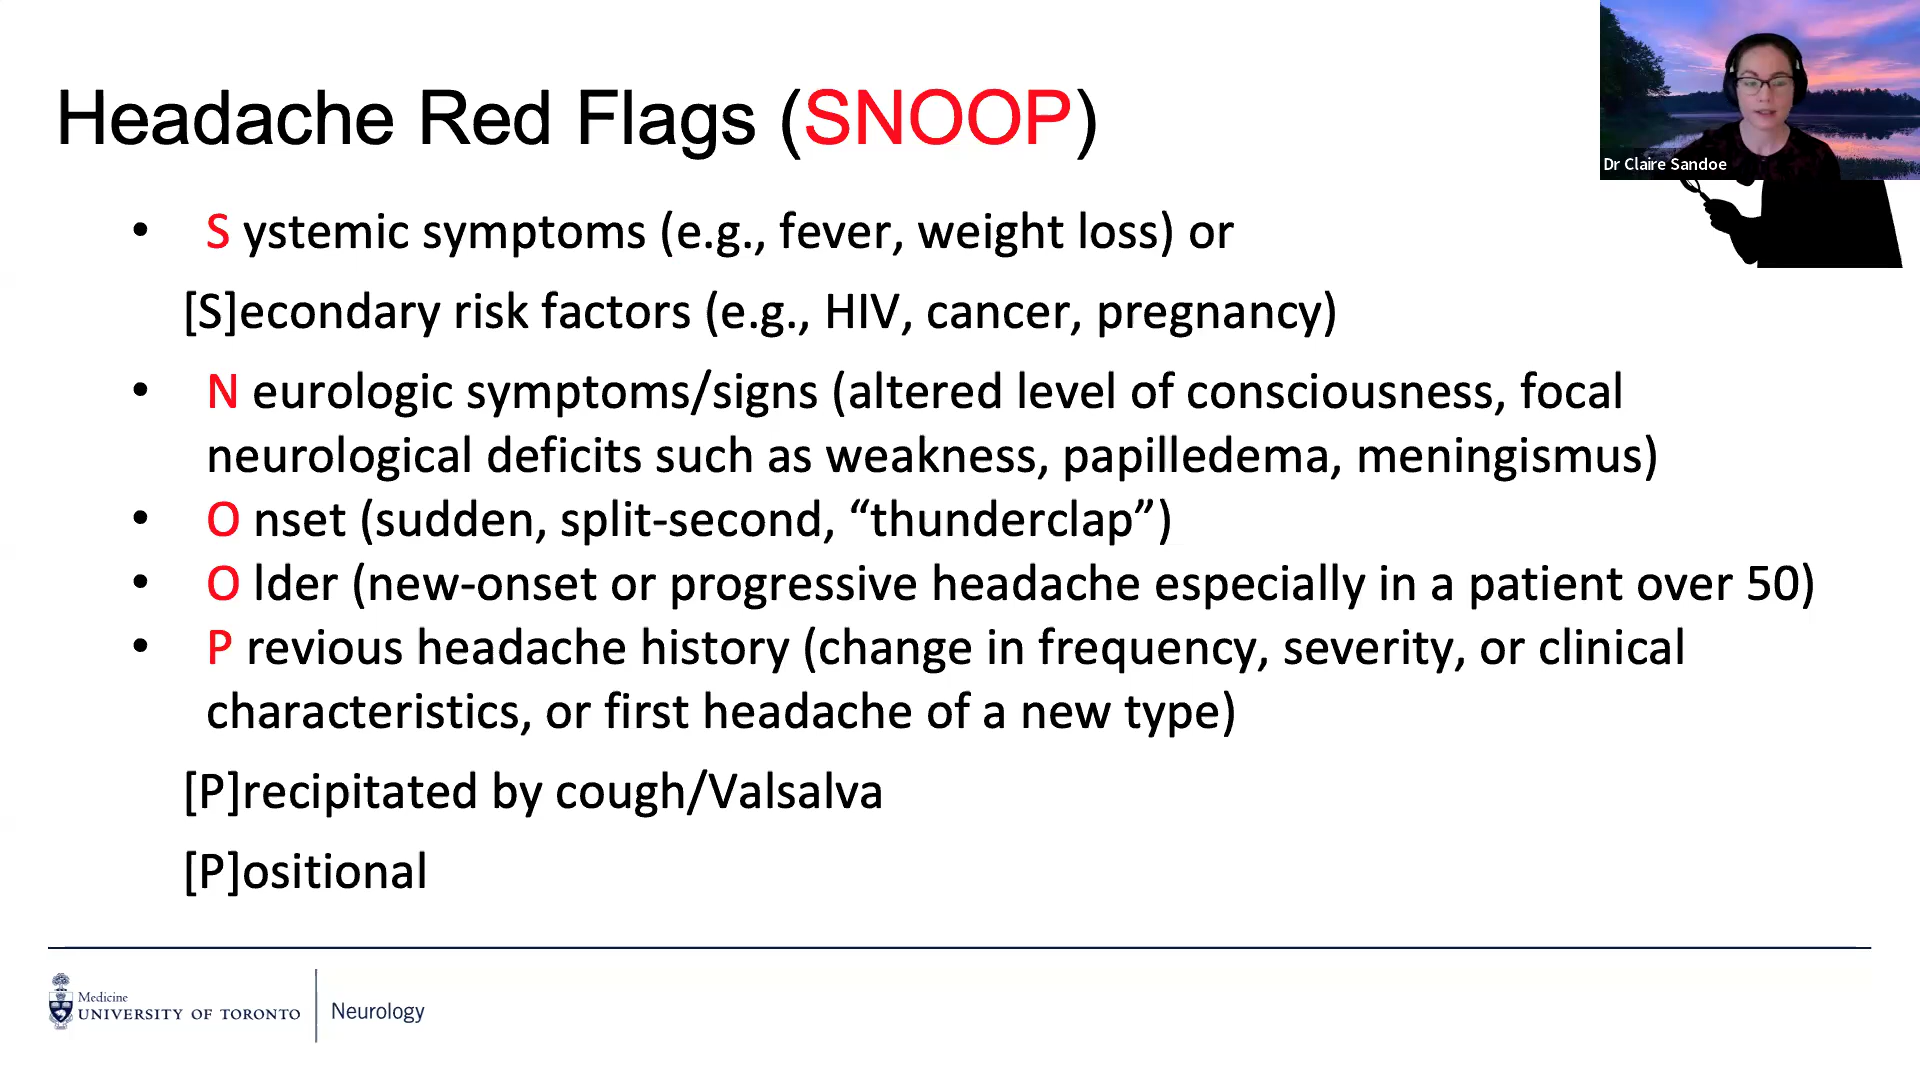 Headache Red Flags (SNOOP)
Dr Claire Sandoe
• S ystemic symptoms (e.g., fever, weight loss) or
[S]econdary risk factors (e.g., HIV, cancer, pregnancy)
• N eurologic symptoms/signs (altered level of consciousness, focal
neurological deficits such as weakness, papilledema, meningismus)
• O nset (sudden, split-second, “thunderclap”)
• O lder (new-onset or progressive headache especially in a patient over 50)
• P revious headache history (change in frequency, severity, or clinical
characteristics, or first headache of a new type)
[P]recipitated by cough/Valsalva
[P]ositional
Medicine
UNIVERSITY OF TORONTO
Neurology